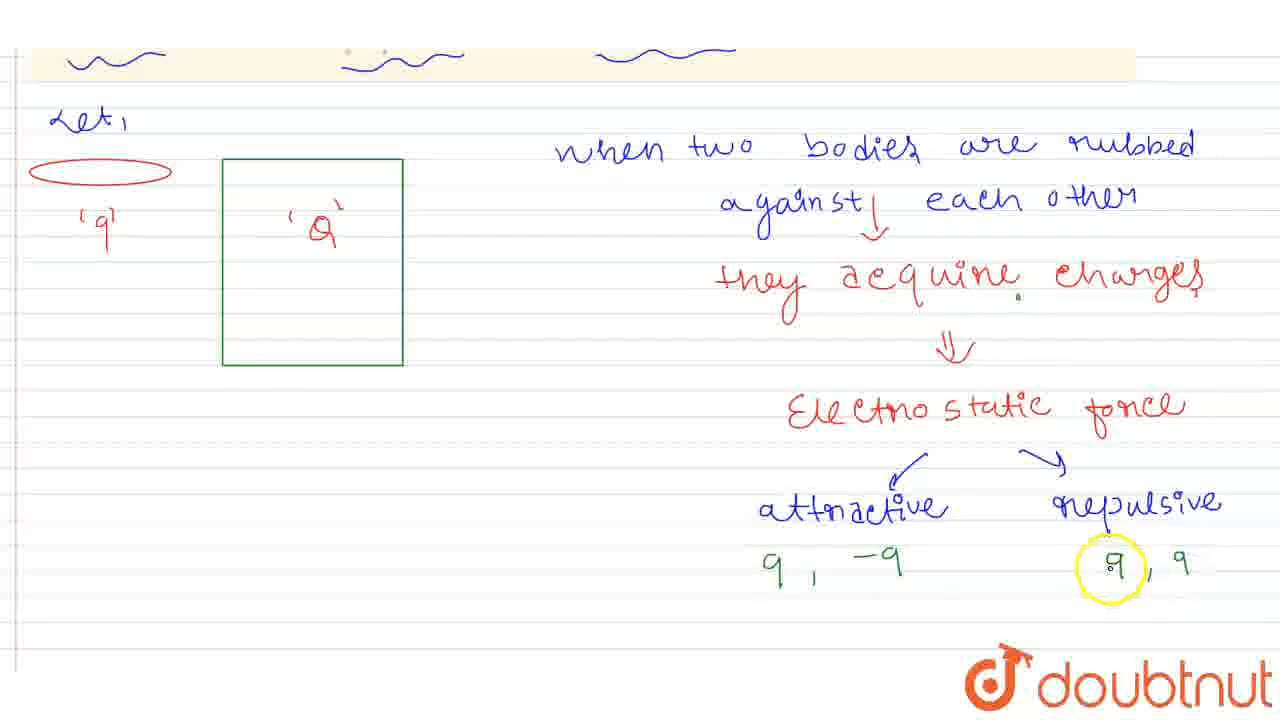 Let,
'q'
'Q'
when two bodies are rubbed
against each other
they acquire charges
Electrostatic force
attractive
repulsive
q, -q
q, q
doubtnut